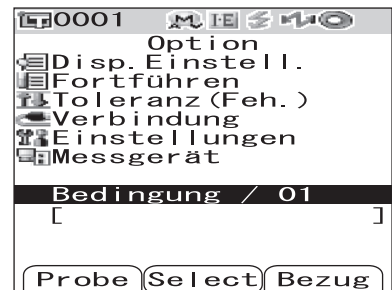 0001 M I·E
Option
Disp.Einstell.
Fortführen
Toleranz(Feh.)
Verbindung
Einstellungen
Messgerät
Bedingung / 01
[ ]
Probe Select Bezug